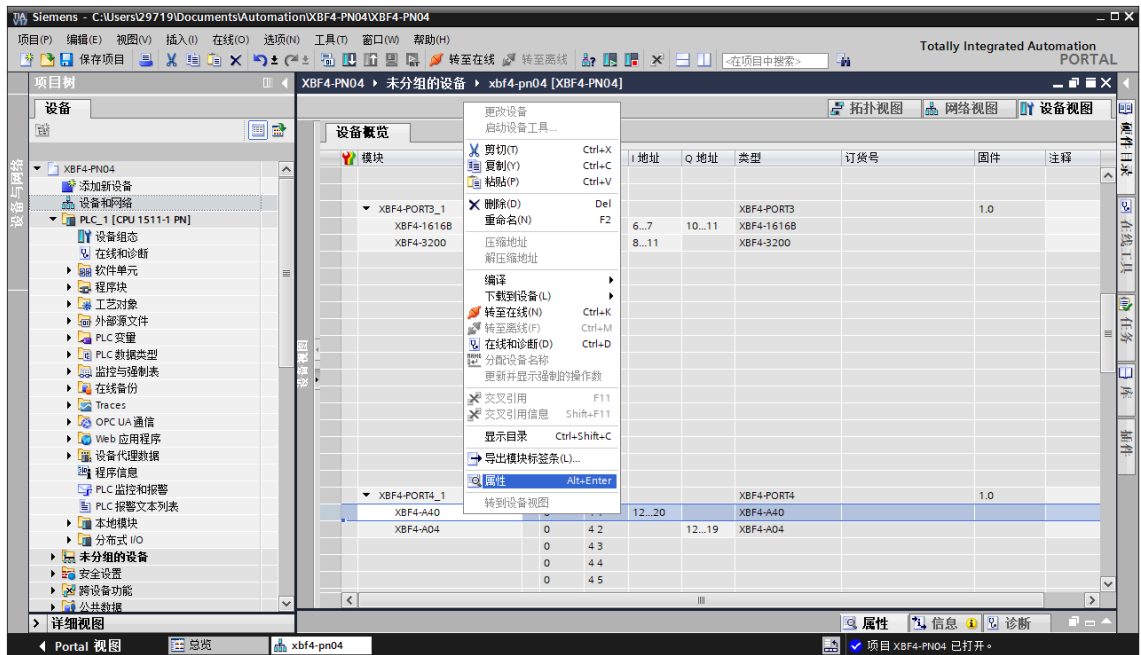 Siemens - C:\Users\29719\Documents\Automation\XBF4-PN04\XBF4-PN04
项目(P) 编辑(E) 视图(V) 插入(I) 在线(O) 选项(N) 工具(T) 窗口(W) 帮助(H)
Totally Integrated Automation
PORTAL
保存项目 转至在线 转至离线 <在项目中搜索>
项目树
XBF4-PN04 ▸ 未分组的设备 ▸ xbf4-pn04 [XBF4-PN04]
设备
拓扑视图 网络视图 设备视图
设备概览
模块 I 地址 Q 地址 类型 订货号 固件 注释
XBF4-PN04
添加新设备
设备和网络
PLC_1 [CPU 1511-1 PN]
设备组态
在线和诊断
软件单元
程序块
工艺对象
外部源文件
PLC 变量
PLC 数据类型
监控与强制表
在线备份
Traces
OPC UA 通信
Web 应用程序
设备代理数据
程序信息
PLC 监控和报警
PLC 报警文本列表
本地模块
分布式 I/O
未分组的设备
安全设置
跨设备功能
公共数据
详细视图
设备与网络
设备视图
XBF4-PORT3_1 XBF4-PORT3 1.0
XBF4-1616B 6...7 10...11 XBF4-1616B
XBF4-3200 8...11 XBF4-3200
XBF4-PORT4_1 XBF4-PORT4 1.0
XBF4-A40 12...20 XBF4-A40
XBF4-A04 0 4 2 12...19 XBF4-A04
0 4 3
0 4 4
0 4 5
更改设备
启动设备工具...
剪切(T) Ctrl+X
复制(Y) Ctrl+C
粘贴(P) Ctrl+V
删除(D) Del
重命名(N) F2
压缩地址
解压缩地址
编译
下载到设备(L)
转至在线(N) Ctrl+K
转至离线(F) Ctrl+M
在线和诊断(D) Ctrl+D
分配设备名称
更新并显示强制的操作数
交叉引用 F11
交叉引用信息 Shift+F11
显示目录 Ctrl+Shift+C
导出模块标签条(L)...
属性 Alt+Enter
转到设备视图
硬件目录
在线工具
任务
库
插件
属性 信息 诊断
Portal 视图 总览 xbf4-pn04 项目 XBF4-PN04 已打开。